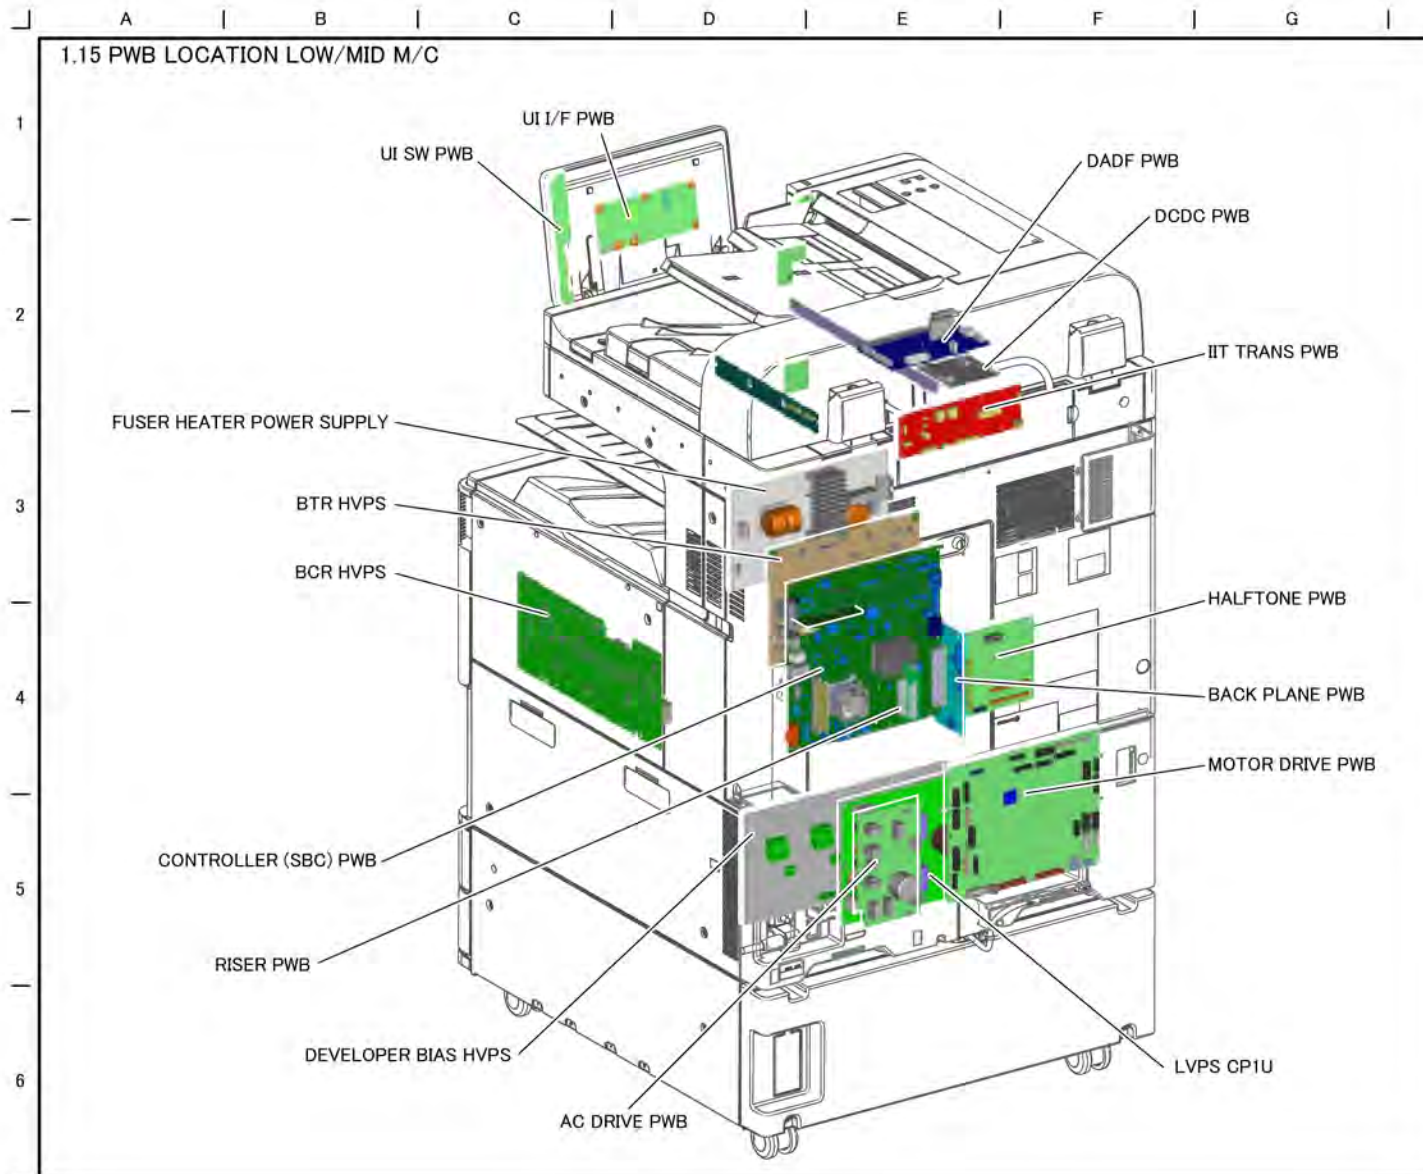 A B C D E F G
1.15 PWB LOCATION LOW/MID M/C
1
UI I/F PWB
UI SW PWB
DADF PWB
DCDC PWB
2
IIT TRANS PWB
FUSER HEATER POWER SUPPLY
3
BTR HVPS
BCR HVPS
HALFTONE PWB
4
BACK PLANE PWB
MOTOR DRIVE PWB
CONTROLLER (SBC) PWB
5
RISER PWB
DEVELOPER BIAS HVPS
LVPS CP1U
6
AC DRIVE PWB